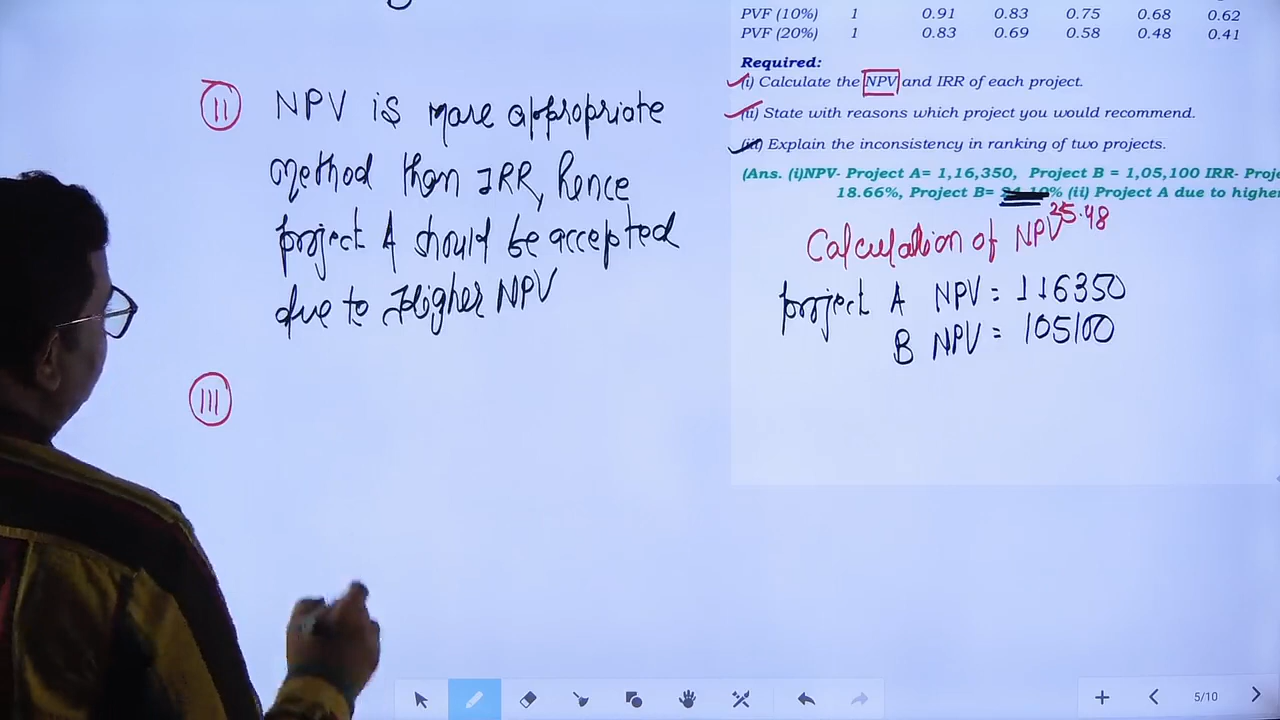 PVF (10%) 1 0.91 0.83 0.75 0.68 0.62
PVF (20%) 1 0.83 0.69 0.58 0.48 0.41
Required:
(i) Calculate the NPV and IRR of each project.
(ii) State with reasons which project you would recommend.
(iii) Explain the inconsistency in ranking of two projects.
(Ans. (i)NPV- Project A= 1,16,350, Project B = 1,05,100 IRR- Proje
18.66%, Project B= % (ii) Project A due to highe
35.48
Calculation of NPV
project A NPV = 116350
B NPV = 105100
II NPV is more appropriate
method than IRR, hence
project A should be accepted
due to Higher NPV
III
5/10